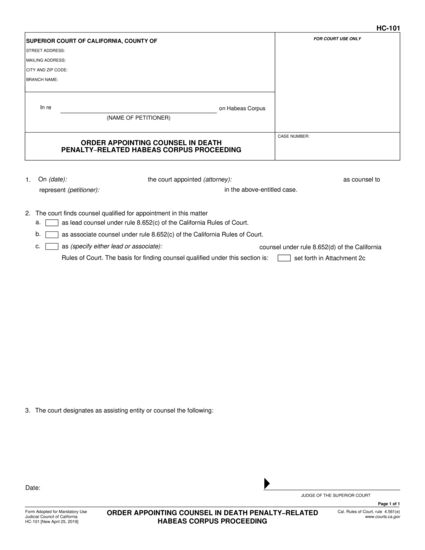 HC-101
SUPERIOR COURT OF CALIFORNIA, COUNTY OF
FOR COURT USE ONLY
STREET ADDRESS:
MAILING ADDRESS:
CITY AND ZIP CODE:
BRANCH NAME:
In re on Habeas Corpus
(NAME OF PETITIONER)
CASE NUMBER:
ORDER APPOINTING COUNSEL IN DEATH
PENALTY–RELATED HABEAS CORPUS PROCEEDING
1. On (date): the court appointed (attorney): as counsel to
represent (petitioner): in the above-entitled case.
2. The court finds counsel qualified for appointment in this matter
a. as lead counsel under rule 8.652(c) of the California Rules of Court.
b. as associate counsel under rule 8.652(c) of the California Rules of Court.
c. as (specify either lead or associate): counsel under rule 8.652(d) of the California
Rules of Court. The basis for finding counsel qualified under this section is: set forth in Attachment 2c
3. The court designates as assisting entity or counsel the following:
Date:
JUDGE OF THE SUPERIOR COURT
Page 1 of 1
Form Adopted for Mandatory Use
Judicial Council of California
HC-101 [New April 25, 2019]
ORDER APPOINTING COUNSEL IN DEATH PENALTY–RELATED
HABEAS CORPUS PROCEEDING
Cal. Rules of Court, rule 4.561(e)
www.courts.ca.gov